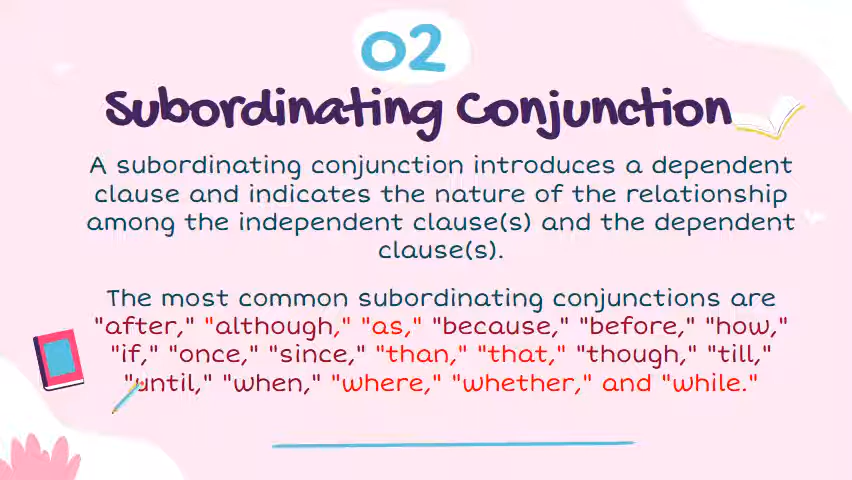 02
Subordinating Conjunction
A subordinating conjunction introduces a dependent
clause and indicates the nature of the relationship
among the independent clause(s) and the dependent
clause(s).
The most common subordinating conjunctions are
"after," "although," "as," "because," "before," "how,"
"if," "once," "since," "than," "that," "though," "till,"
"until," "when," "where," "whether," and "while."